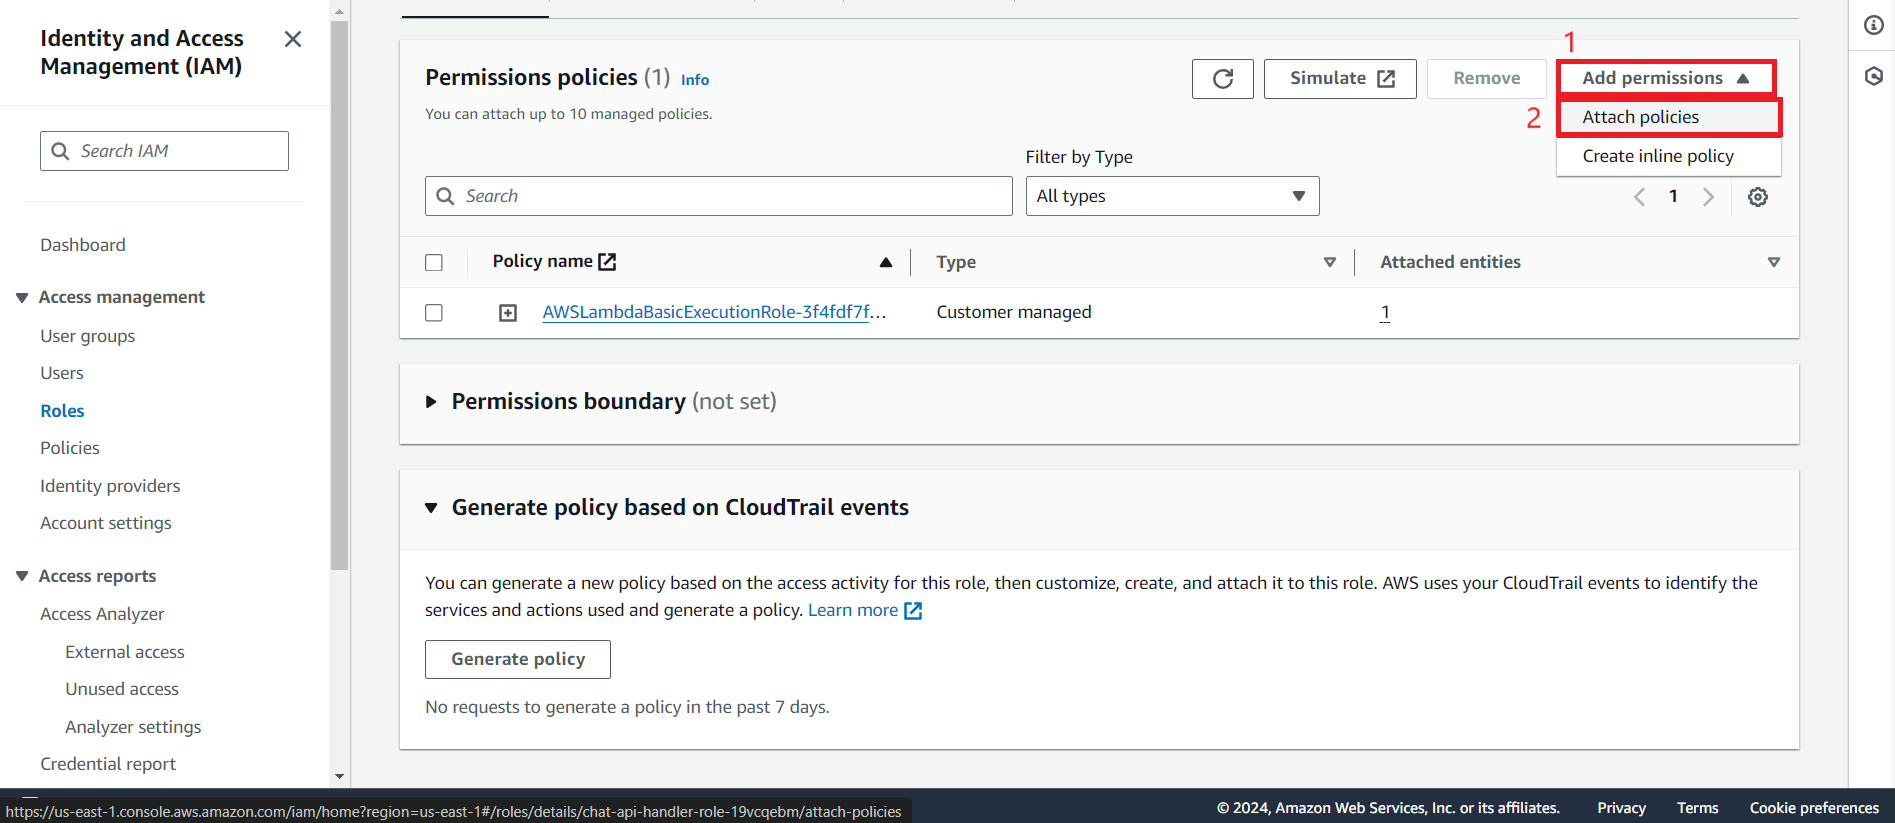 Identity and Access
Management (IAM)
Search IAM
Dashboard
Access management
User groups
Users
Roles
Policies
Identity providers
Account settings
Access reports
Access Analyzer
External access
Unused access
Analyzer settings
Credential report
1
Permissions policies (1) Info
Simulate
Remove
Add permissions
You can attach up to 10 managed policies.
2
Attach policies
Create inline policy
Filter by Type
Search
All types
1
Policy name
Type
Attached entities
AWSLambdaBasicExecutionRole-3f4fdf7f...
Customer managed
1
Permissions boundary (not set)
Generate policy based on CloudTrail events
You can generate a new policy based on the access activity for this role, then customize, create, and attach it to this role. AWS uses your CloudTrail events to identify the
services and actions used and generate a policy. Learn more
Generate policy
No requests to generate a policy in the past 7 days.
https://us-east-1.console.aws.amazon.com/iam/home?region=us-east-1#/roles/details/chat-api-handler-role-19vcqebm/attach-policies
© 2024, Amazon Web Services, Inc. or its affiliates.
Privacy
Terms
Cookie preferences